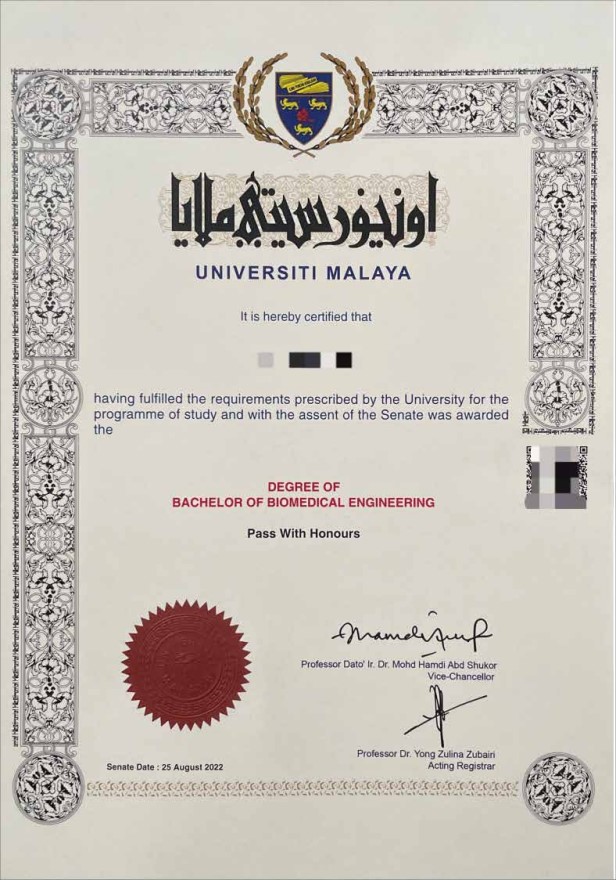 اونيۏرسيتي ملايا
UNIVERSITI MALAYA
It is hereby certified that
having fulfilled the requirements prescribed by the University for the
programme of study and with the assent of the Senate was awarded
the
DEGREE OF
BACHELOR OF BIOMEDICAL ENGINEERING
Pass With Honours
Professor Dato' Ir. Dr. Mohd Hamdi Abd Shukor
Vice-Chancellor
Professor Dr. Yong Zulina Zubairi
Acting Registrar
Senate Date : 25 August 2022